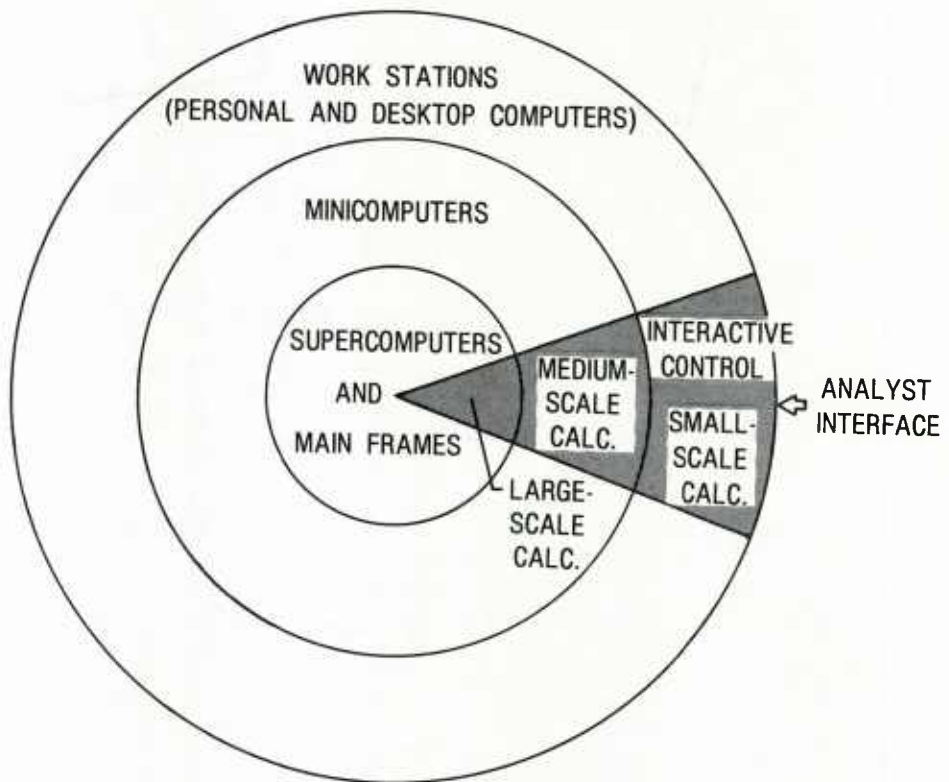 WORK STATIONS
(PERSONAL AND DESKTOP COMPUTERS)
MINICOMPUTERS
SUPERCOMPUTERS
AND
MAIN FRAMES
LARGE-
SCALE
CALC.
MEDIUM-
SCALE
CALC.
INTERACTIVE
CONTROL
SMALL-
SCALE
CALC.
ANALYST
INTERFACE